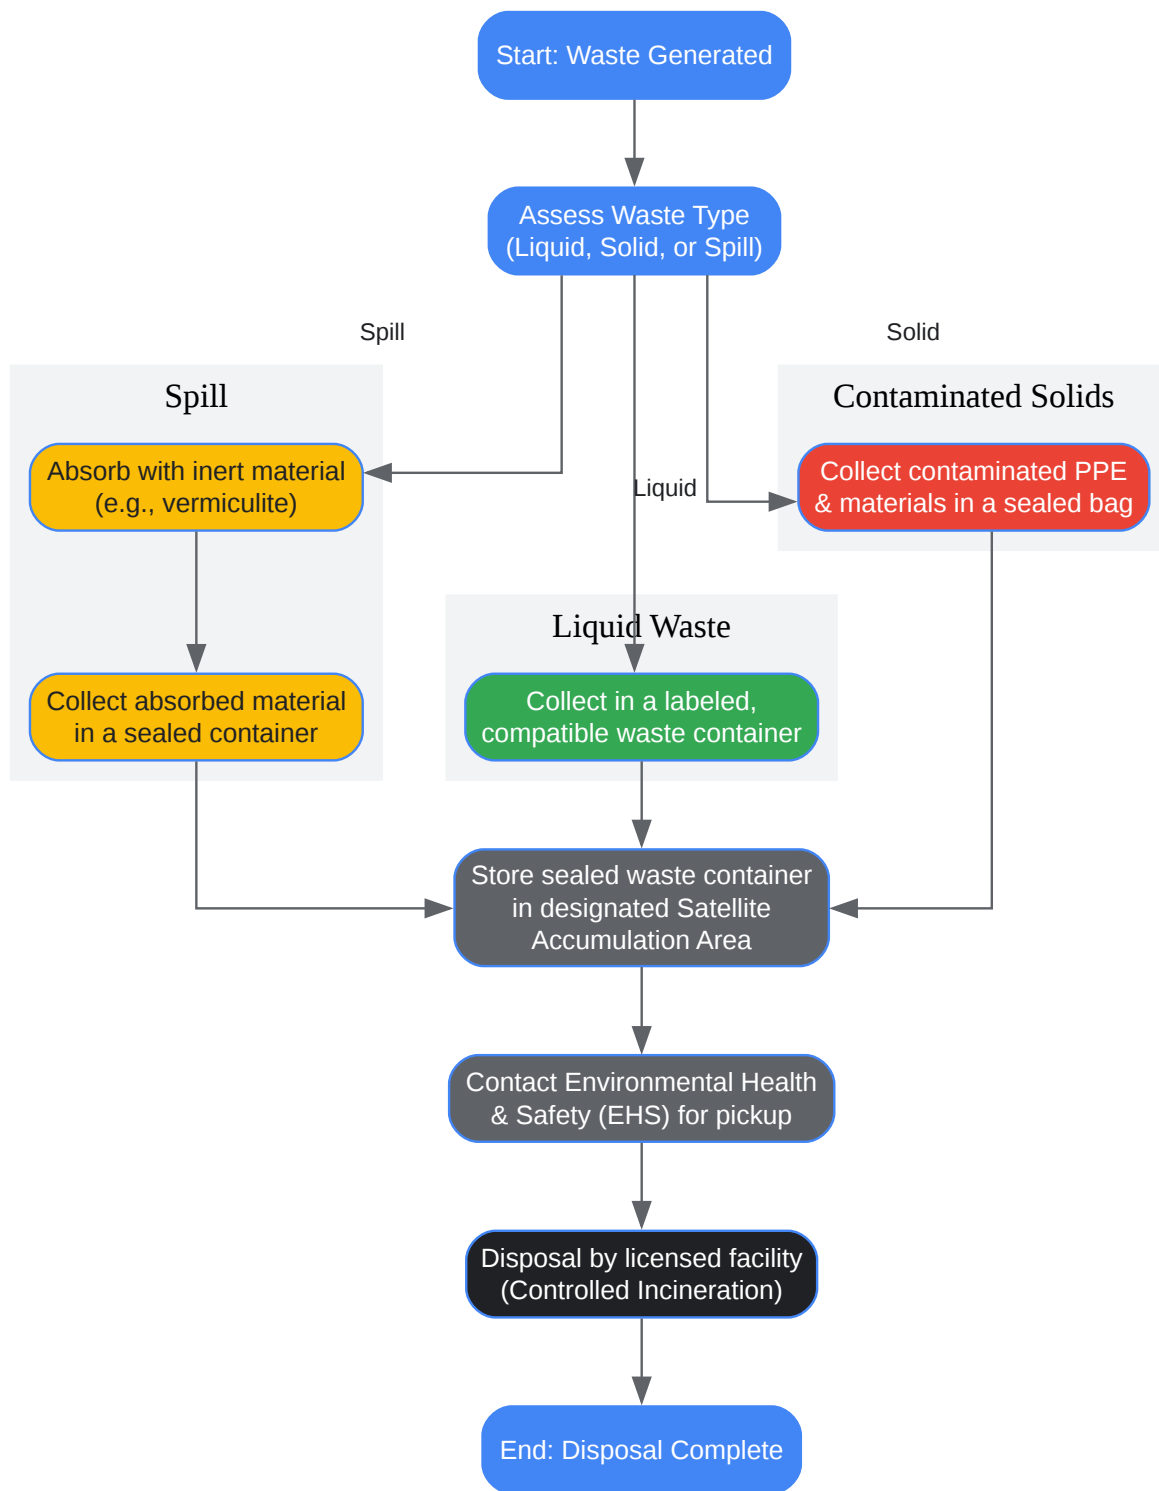 Start: Waste Generated
Assess Waste Type
(Liquid, Solid, or Spill)
Spill
Solid
Spill
Contaminated Solids
Absorb with inert material
(e.g., vermiculite)
Liquid
Collect contaminated PPE
& materials in a sealed bag
Liquid Waste
Collect absorbed material
in a sealed container
Collect in a labeled,
compatible waste container
Store sealed waste container
in designated Satellite
Accumulation Area
Contact Environmental Health
& Safety (EHS) for pickup
Disposal by licensed facility
(Controlled Incineration)
End: Disposal Complete